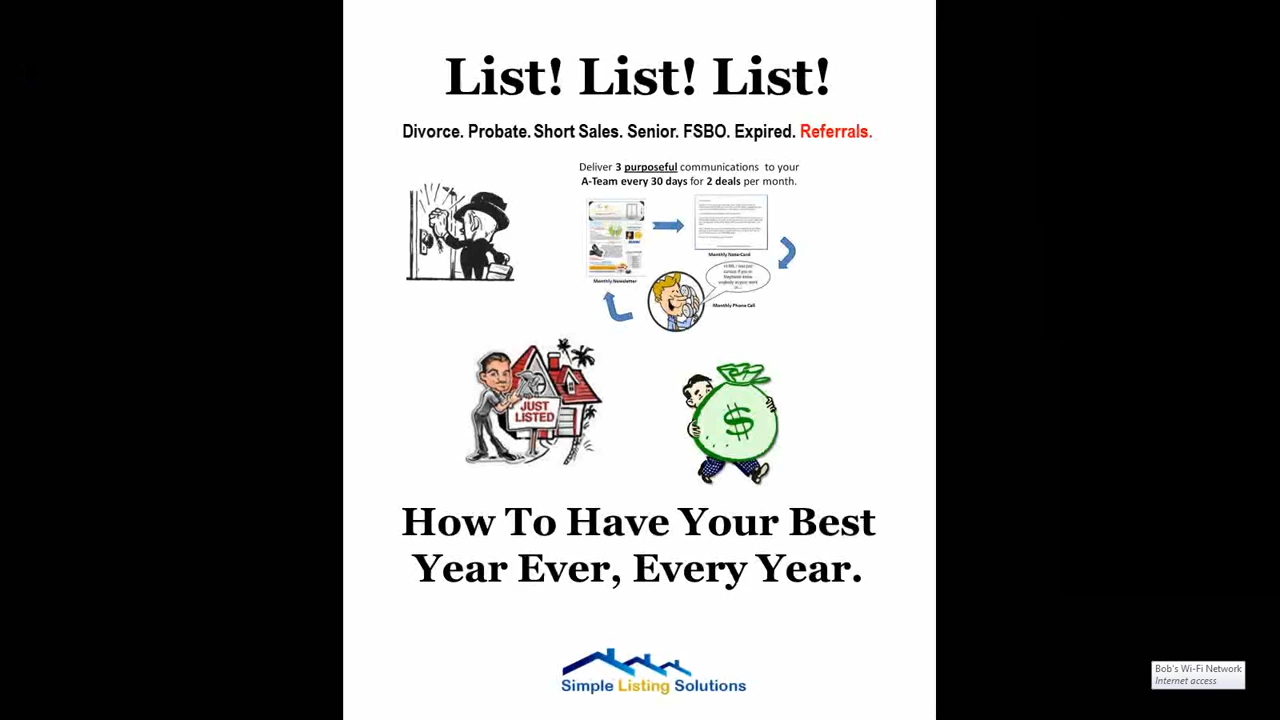 List! List! List!
Divorce. Probate. Short Sales. Senior. FSBO. Expired. Referrals.
Deliver 3 purposeful communications to your
A-Team every 30 days for 2 deals per month.
Monthly NoteCard
Monthly Newsletter
Monthly Phone Call
JUST
LISTED
$
How To Have Your Best
Year Ever, Every Year.
Simple Listing Solutions
Bob's Wi-Fi Network
Internet access